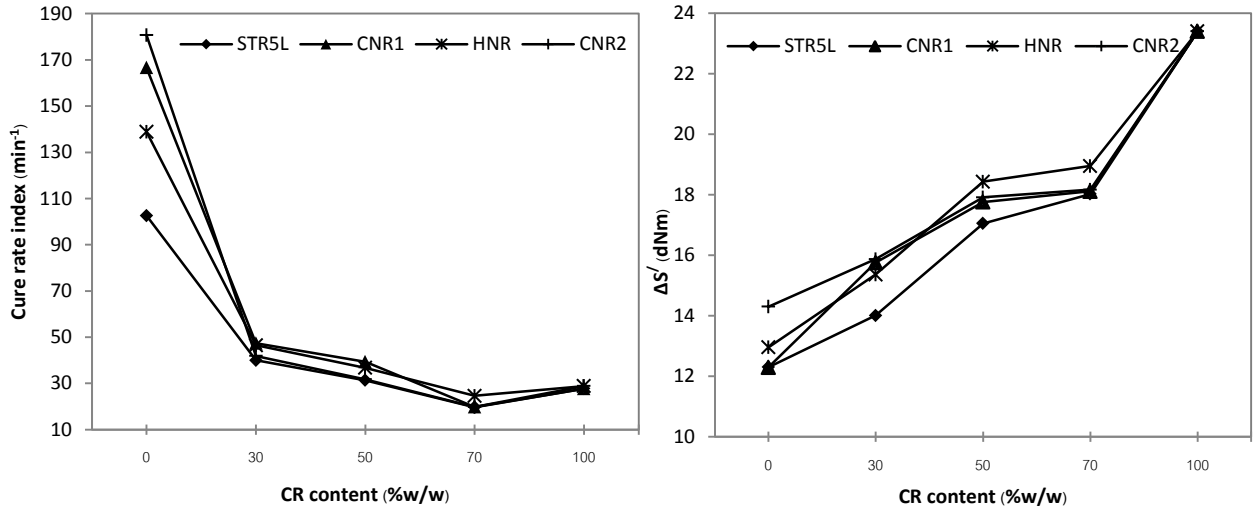 190
170
150
130
110
90
70
50
30
10
Cure rate index (min⁻¹)
STR5L CNR1 HNR CNR2
0 30 50 70 100
CR content (%w/w)
24
22
20
18
16
14
12
10
ΔS′ (dNm)
STR5L CNR1 HNR CNR2
0 30 50 70 100
CR content (%w/w)